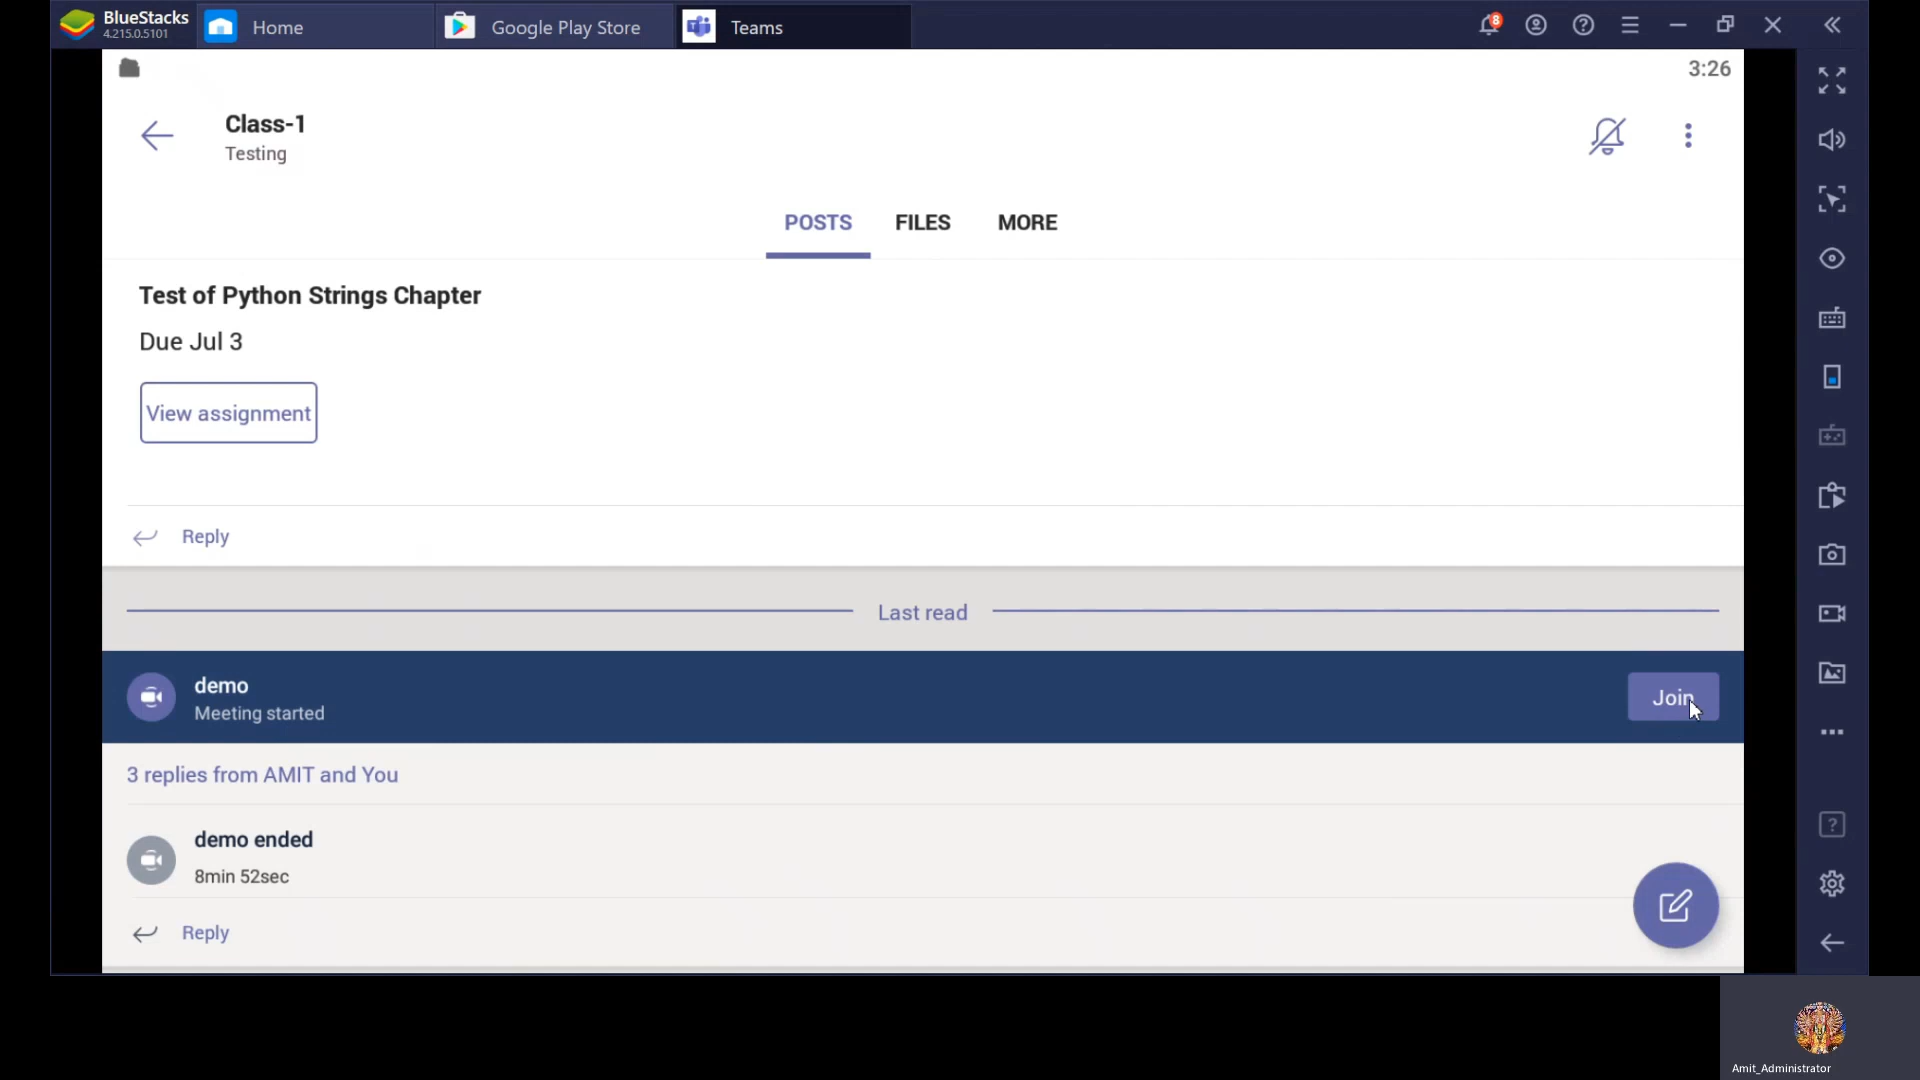 BlueStacks
4.215.0.5101
Home
Google Play Store
Teams
8
3:26
Class-1
Testing
POSTS
FILES
MORE
Test of Python Strings Chapter
Due Jul 3
View assignment
Reply
Last read
demo
Meeting started
Join
3 replies from AMIT and You
demo ended
8min 52sec
Reply
Amit_Administrator